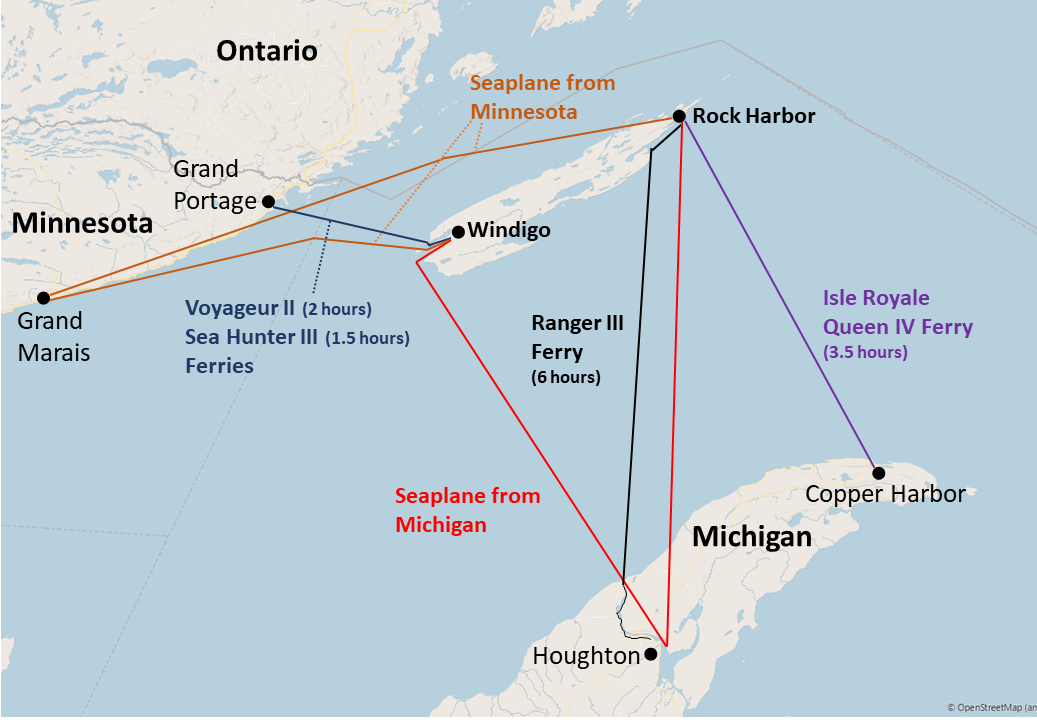 Ontario
Seaplane from
Minnesota
Rock Harbor
Grand
Portage
Minnesota
Windigo
Grand
Marais
Voyageur II (2 hours)
Sea Hunter III (1.5 hours)
Ferries
Ranger III
Ferry
(6 hours)
Isle Royale
Queen IV Ferry
(3.5 hours)
Seaplane from
Michigan
Copper Harbor
Michigan
Houghton
© OpenStreetMap (an